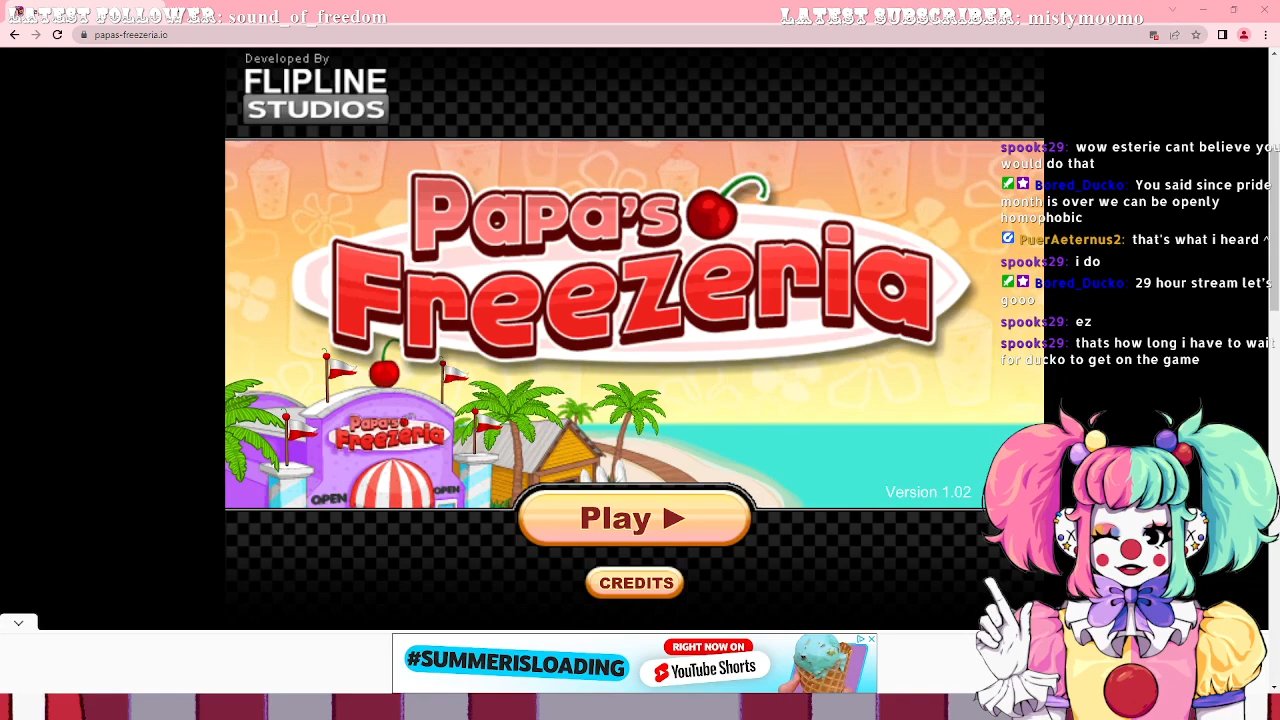 LATEST FOLLOWER: sound_of_freedom
LATEST SUBSCRIBER: mistymoomo
papas-freezeria.io
Developed By
FLIPLINE
STUDIOS
Papa's
Freezeria
Papa's
Freezeria
OPEN
OPEN
Version 1.02
Play
CREDITS
spooks29: wow esterie cant believe you
would do that
Bored_Ducko: You said since pride
month is over we can be openly
homophobic
PuerAeternus2: that's what i heard ^
spooks29: i do
Bored_Ducko: 29 hour stream let's
gooo
spooks29: ez
spooks29: thats how long i have to wait
for ducko to get on the game
#SUMMERISLOADING
RIGHT NOW ON
YouTube Shorts